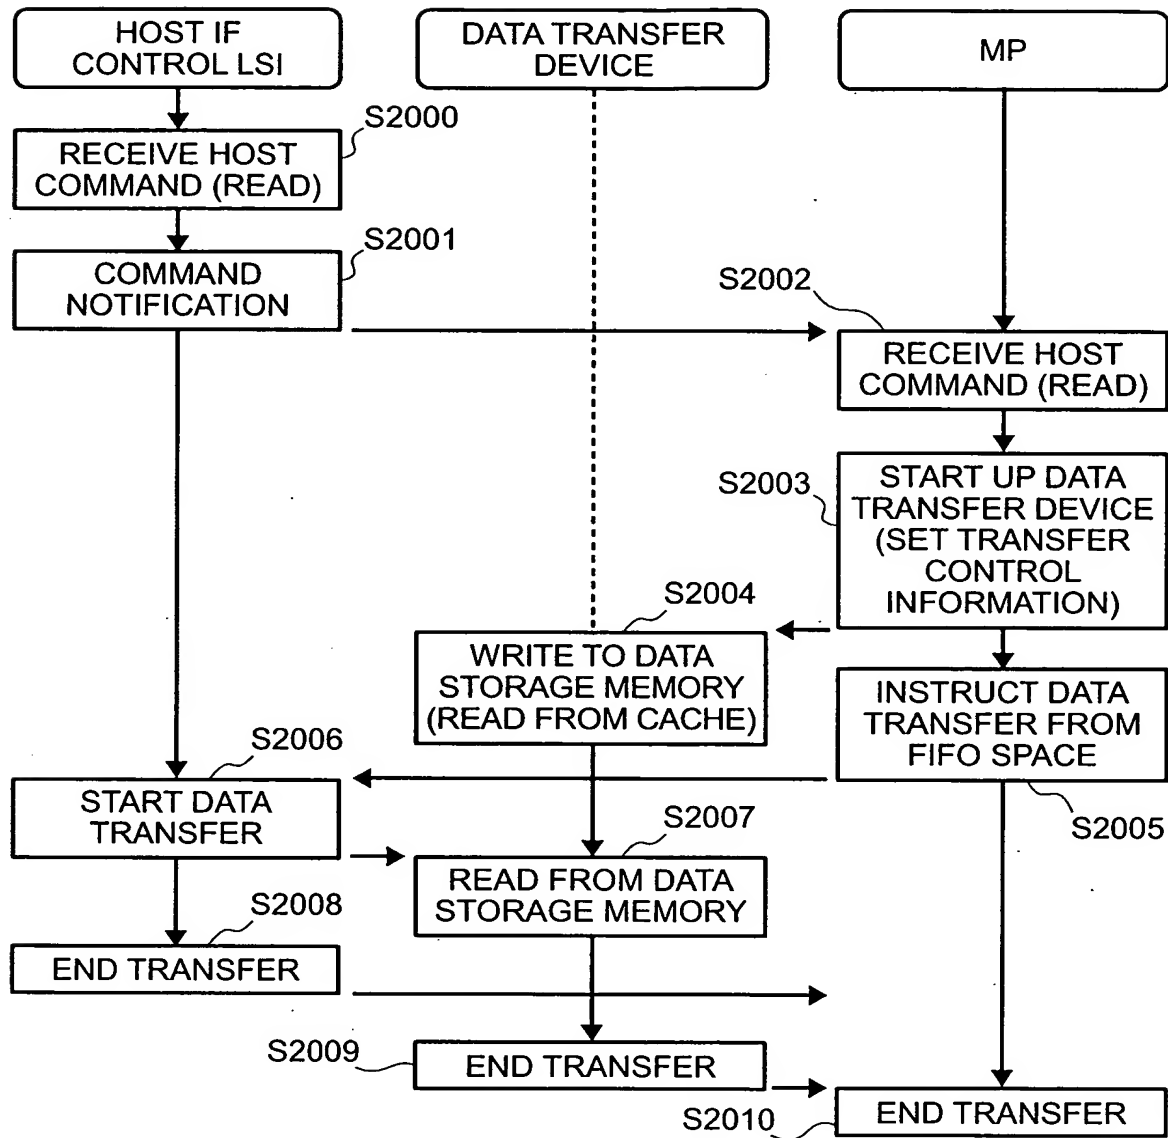 HOST IF
CONTROL LSI
DATA TRANSFER
DEVICE
MP
S2000
RECEIVE HOST
COMMAND (READ)
S2001
COMMAND
NOTIFICATION
S2002
RECEIVE HOST
COMMAND (READ)
S2003
START UP DATA
TRANSFER DEVICE
(SET TRANSFER
CONTROL
INFORMATION)
S2004
WRITE TO DATA
STORAGE MEMORY
(READ FROM CACHE)
INSTRUCT DATA
TRANSFER FROM
FIFO SPACE
S2005
S2006
START DATA
TRANSFER
S2007
READ FROM DATA
STORAGE MEMORY
S2008
END TRANSFER
S2009
END TRANSFER
S2010
END TRANSFER